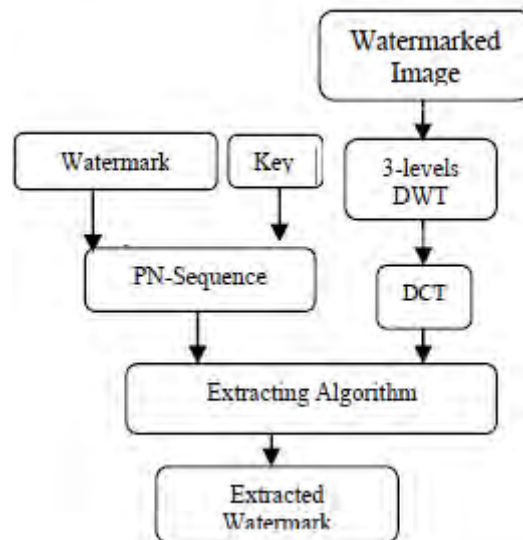 Watermarked
Image
Watermark
Key
3-levels
DWT
PN-Sequence
DCT
Extracting Algorithm
Extracted
Watermark